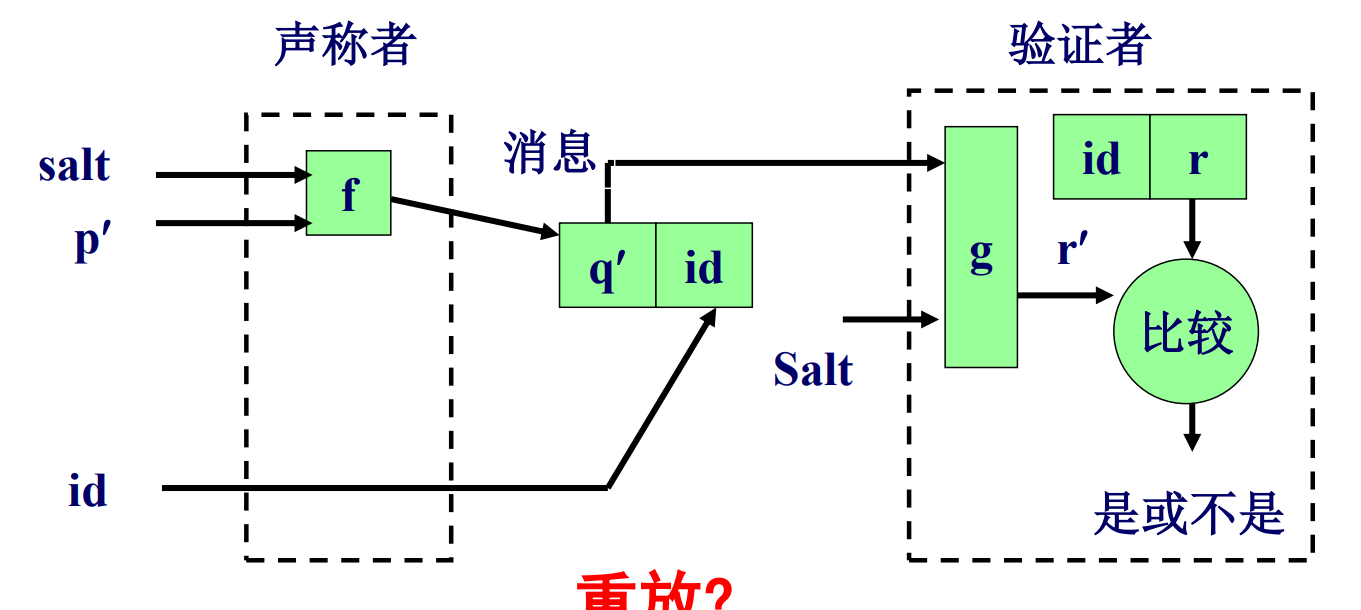 声称者
验证者
salt
p′
f
消息
q′ id
id
g
Salt
id r
r′
比较
是或不是
重放?